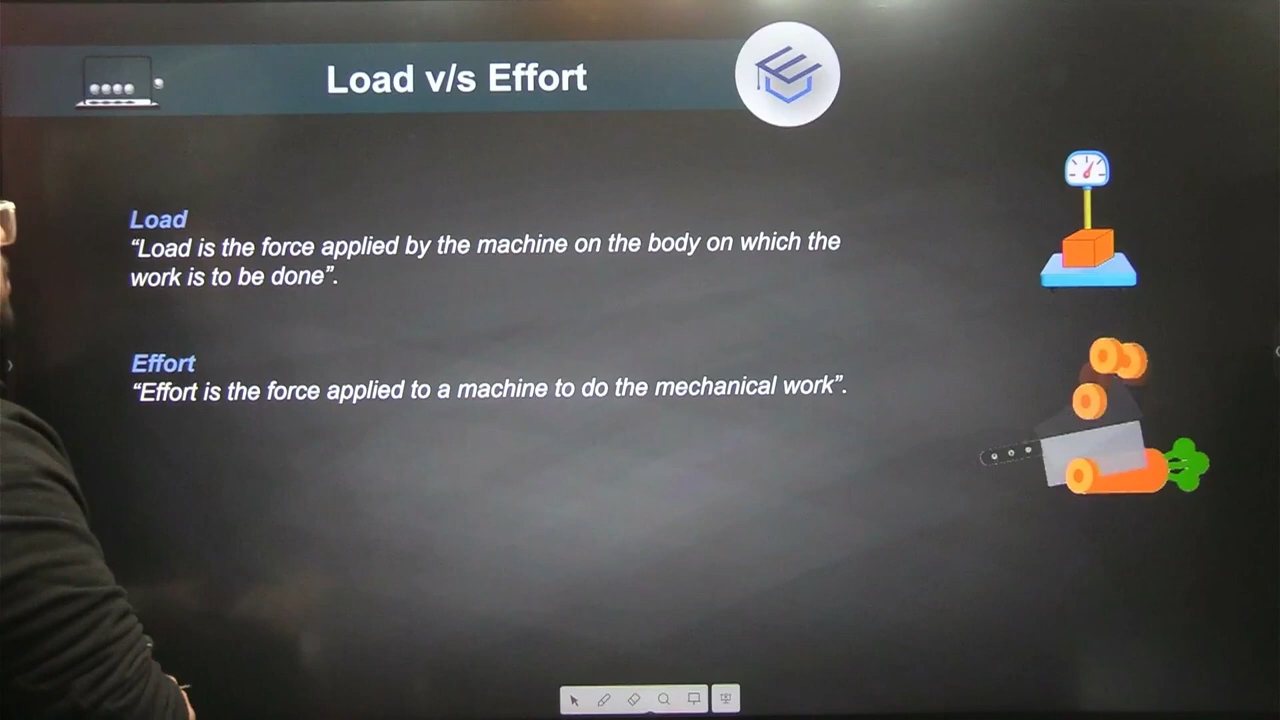 Load v/s Effort
Load
“Load is the force applied by the machine on the body on which the
work is to be done”.
Effort
“Effort is the force applied to a machine to do the mechanical work”.